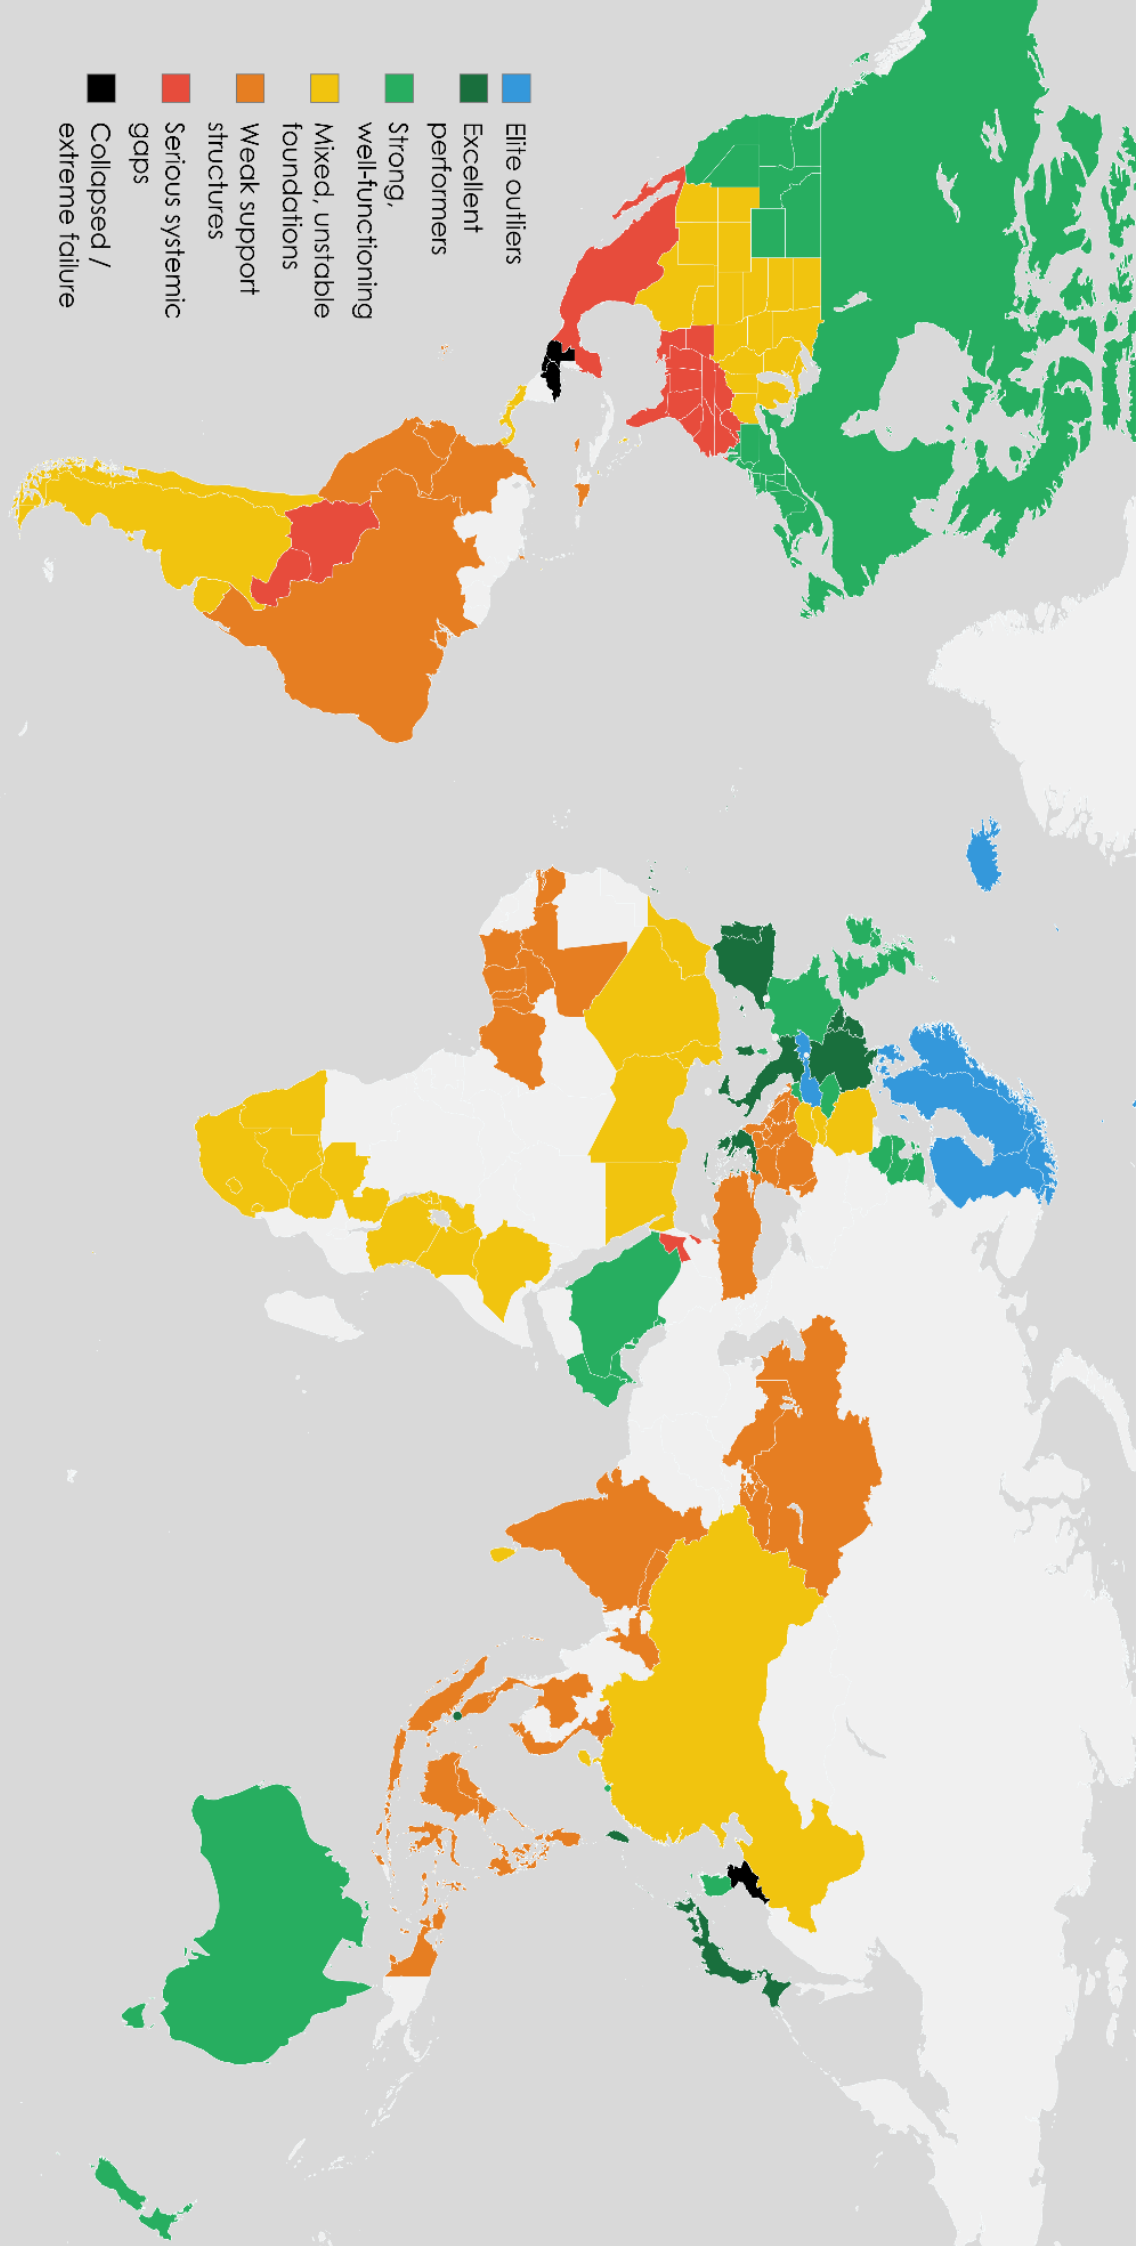 Elite outliers
Excellent
performers
Strong,
well-functioning
Mixed, unstable
foundations
Weak support
structures
Serious systemic
gaps
Collapsed /
extreme failure